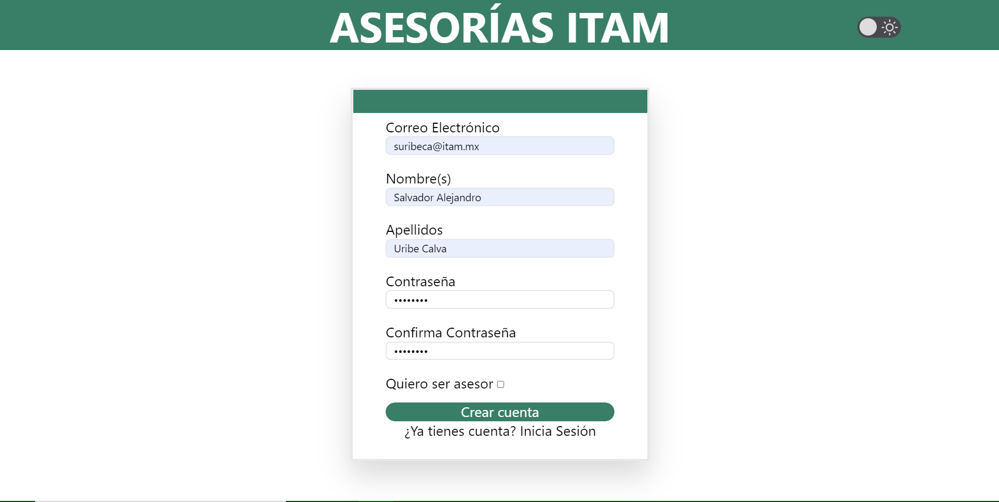 ASESORÍAS ITAM
Correo Electrónico
suribeca@itam.mx
Nombre(s)
Salvador Alejandro
Apellidos
Uribe Calva
Contraseña
••••••••
Confirma Contraseña
••••••••
Quiero ser asesor
Crear cuenta
¿Ya tienes cuenta? Inicia Sesión